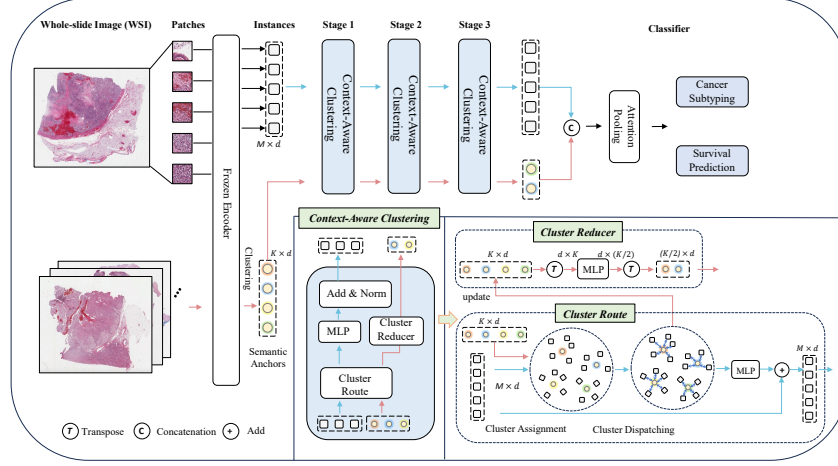 Whole-slide Image (WSI)
Patches
Instances
Stage 1
Stage 2
Stage 3
Classifier
M × d
Frozen Encoder
Context-Aware Clustering
Context-Aware Clustering
Context-Aware Clustering
C
Attention Pooling
Cancer
Subtyping
Survival
Prediction
Clustering
K × d
Semantic
Anchors
Context-Aware Clustering
Add & Norm
MLP
Cluster
Reducer
Cluster
Route
Cluster Reducer
K × d
d × K
d × (K/2)
(K/2) × d
T
MLP
T
update
Cluster Route
K × d
M × d
MLP
+
M × d
Cluster Assignment
Cluster Dispatching
T Transpose
C Concatenation
+ Add